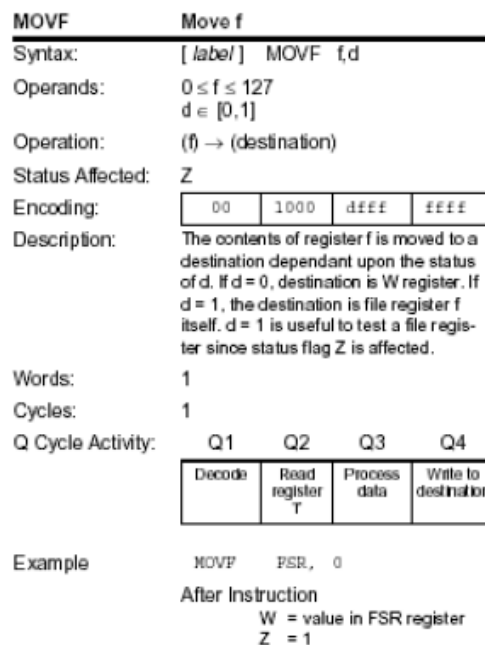 MOVF Move f
Syntax: [ label ] MOVF f,d
Operands: 0 ≤ f ≤ 127
d ∈ [0,1]
Operation: (f) → (destination)
Status Affected: Z
Encoding: 00 1000 dfff ffff
Description: The contents of register f is moved to a
destination dependant upon the status
of d. If d = 0, destination is W register. If
d = 1, the destination is file register f
itself. d = 1 is useful to test a file regis-
ter since status flag Z is affected.
Words: 1
Cycles: 1
Q Cycle Activity: Q1 Q2 Q3 Q4
Decode Read Process Write to
register data destination
'f'
Example MOVF FSR, 0
After Instruction
W = value in FSR register
Z = 1